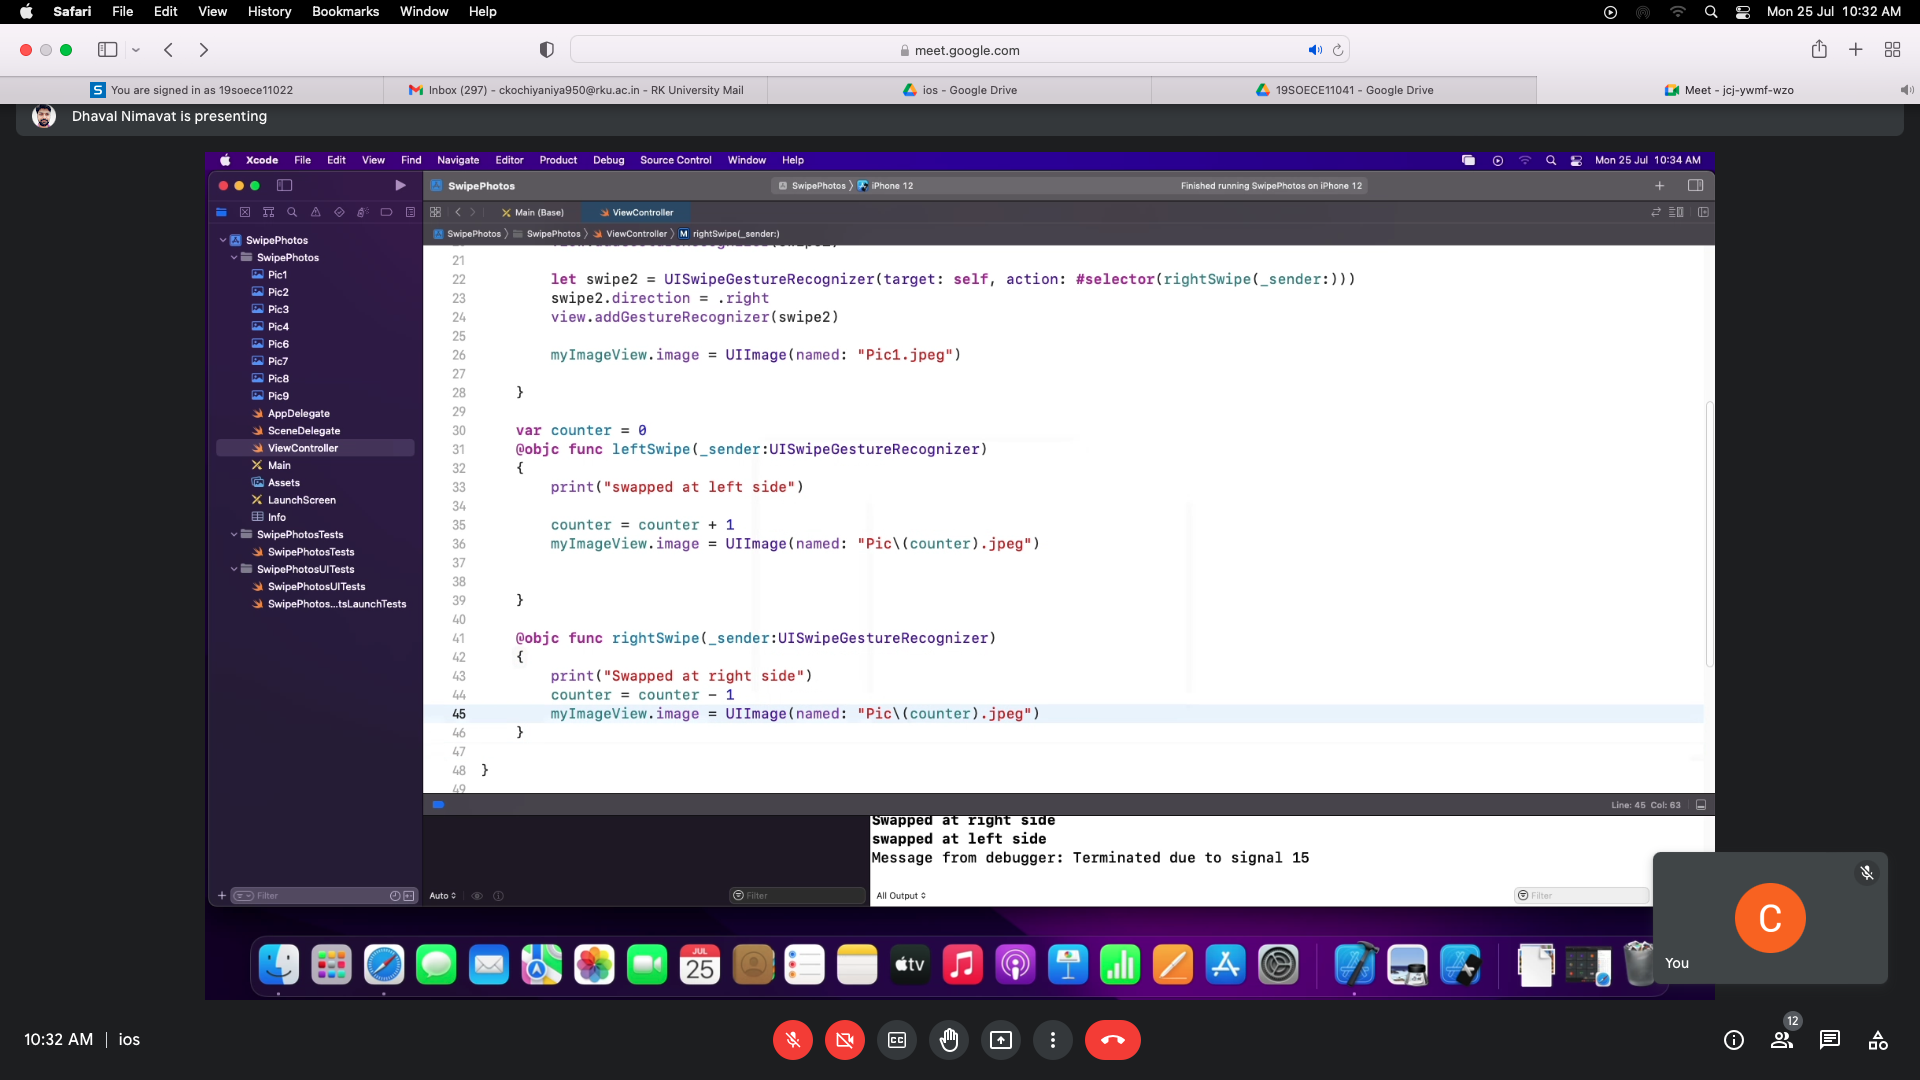 Safari File Edit View History Bookmarks Window Help Mon 25 Jul 10:32 AM
meet.google.com
S You are signed in as 19soece11022 Inbox (297) - ckochiyaniya950@rku.ac.in - RK University Mail ios - Google Drive 19SOECE11041 - Google Drive Meet - jcj-ywmf-wzo
Dhaval Nimavat is presenting
Xcode File Edit View Find Navigate Editor Product Debug Source Control Window Help Mon 25 Jul 10:34 AM
SwipePhotos SwipePhotos 〉 iPhone 12 Finished running SwipePhotos on iPhone 12
Main (Base) ViewController
SwipePhotos 〉 SwipePhotos 〉 ViewController 〉 M rightSwipe(_sender:)
SwipePhotos
SwipePhotos
Pic1
Pic2
Pic3
Pic4
Pic6
Pic7
Pic8
Pic9
AppDelegate
SceneDelegate
ViewController
Main
Assets
LaunchScreen
Info
SwipePhotosTests
SwipePhotosTests
SwipePhotosUITests
SwipePhotosUITests
SwipePhotos...tsLaunchTests
Filter
21
22 let swipe2 = UISwipeGestureRecognizer(target: self, action: #selector(rightSwipe(_sender:)))
23 swipe2.direction = .right
24 view.addGestureRecognizer(swipe2)
25
26 myImageView.image = UIImage(named: "Pic1.jpeg")
27
28 }
29
30 var counter = 0
31 @objc func leftSwipe(_sender:UISwipeGestureRecognizer)
32 {
33 print("swapped at left side")
34
35 counter = counter + 1
36 myImageView.image = UIImage(named: "Pic\(counter).jpeg")
37
38
39 }
40
41 @objc func rightSwipe(_sender:UISwipeGestureRecognizer)
42 {
43 print("Swapped at right side")
44 counter = counter - 1
45 myImageView.image = UIImage(named: "Pic\(counter).jpeg")
46 }
47
48 }
49
Line: 45 Col: 63
Swapped at right side
swapped at left side
Message from debugger: Terminated due to signal 15
Auto Filter All Output Filter
C
You
JUL
25
tv
10:32 AM | ios
CC
12